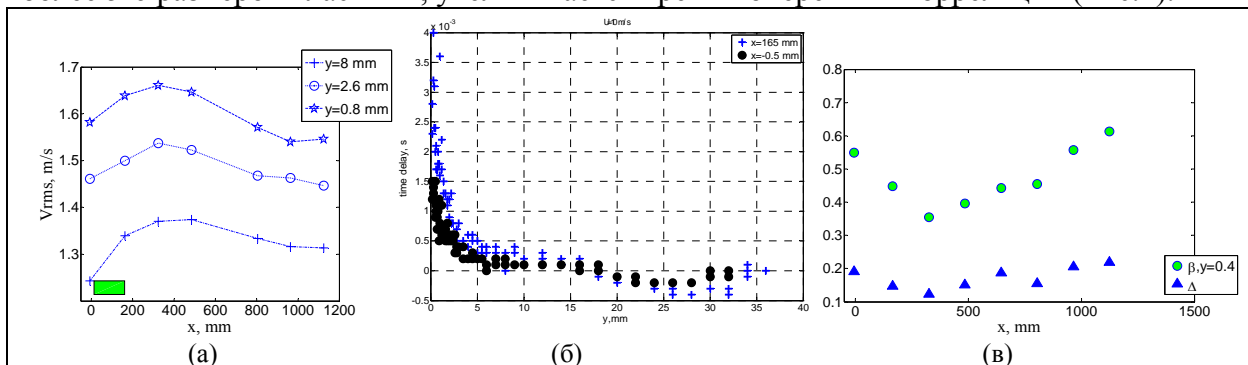 x 10⁻³
U=10m/s
(а)
Vrms, m/s
1.7
1.6
1.5
1.4
1.3
0 200 400 600 800 1000 1200
x, mm
y=8 mm
y=2.6 mm
y=0.8 mm
(б)
time delay, s
4
3.5
3
2.5
2
1.5
1
0.5
0
-0.5
0 5 10 15 20 25 30 35 40
y,mm
x=165 mm
x=-0.5 mm
0.8
0.7
0.6
0.5
0.4
0.3
0.2
0.1
0 500 1000 1500
x, mm
β,y=0.4
Δ
(а)
(б)
(в)